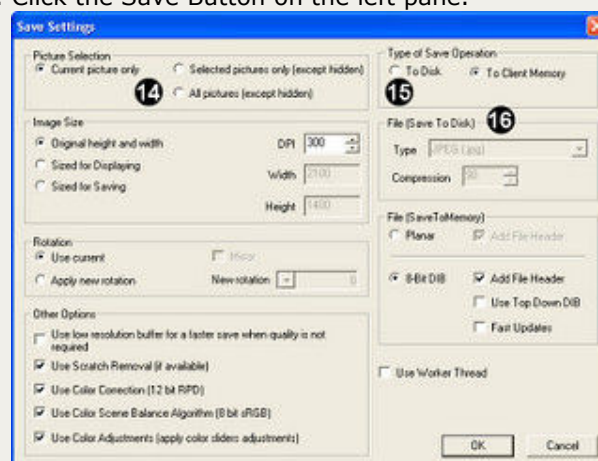 . Click the Save Button on the left pane.
Save Settings
Picture Selection
Current picture only
Selected pictures only (except hidden)
14
All pictures (except hidden)
Image Size
Original height and width
DPI 300
Sized for Displaying
Width 2100
Sized for Saving
Height 1400
Rotation
Use current
Mirror
Apply new rotation
New rotation - 0
Other Options
Use low resolution buffer for a faster save when quality is not
required
Use Scratch Removal (if available)
Use Color Correction (12 bit RPD)
Use Color Scene Balance Algorithm (8 bit sRGB)
Use Color Adjustments (apply color sliders adjustments)
Type of Save Operation
To Disk
To Client Memory
15
File (Save To Disk) 16
Type JPEG (.jpg)
Compression 90
File (SaveToMemory)
Planar
Add File Header
8-Bit DIB
Add File Header
Use Top Down DIB
Fast Updates
Use Worker Thread
OK
Cancel